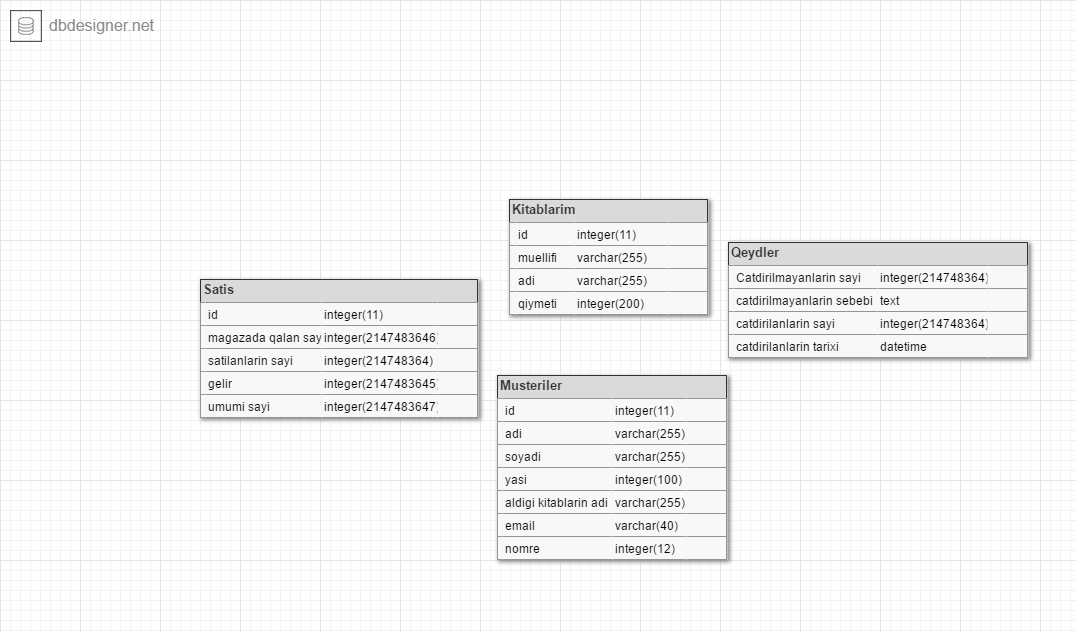 dbdesigner.net
Kitablarim
id integer(11)
muellifi varchar(255)
adi varchar(255)
qiymeti integer(200)
Qeydler
Catdirilmayanlarin sayi integer(214748364)
catdirilmayanlarin sebebi text
catdirilanlarin sayi integer(214748364)
catdirilanlarin tarixi datetime
Satis
id integer(11)
magazada qalan say integer(2147483646)
satilanlarin sayi integer(214748364)
gelir integer(2147483645)
umumi sayi integer(2147483647)
Musteriler
id integer(11)
adi varchar(255)
soyadi varchar(255)
yasi integer(100)
aldigi kitablarin adi varchar(255)
email varchar(40)
nomre integer(12)